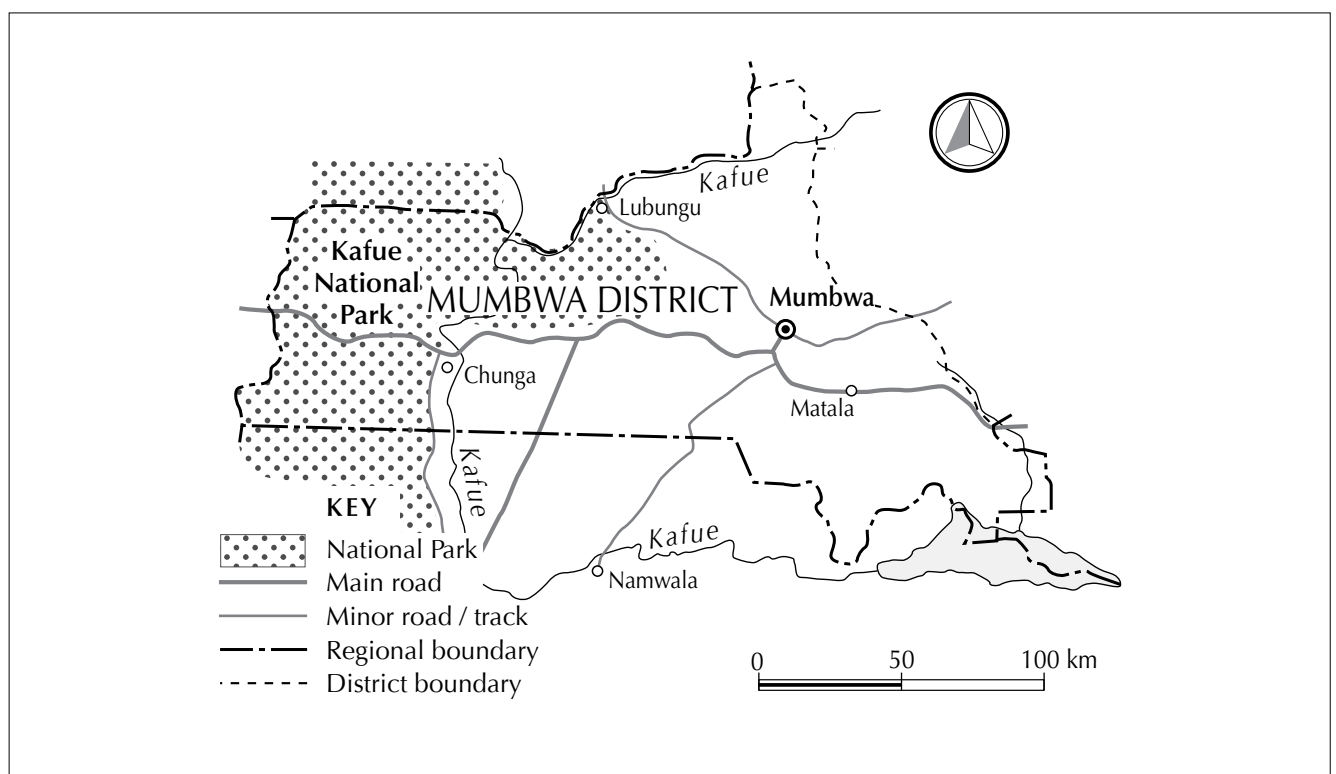 Kafue
Lubungu
Kafue
National
Park
MUMBWA DISTRICT
Mumbwa
Chunga
Matala
Kafue
KEY
Kafue
National Park
Namwala
Main road
Minor road / track
Regional boundary
District boundary
0 50 100 km